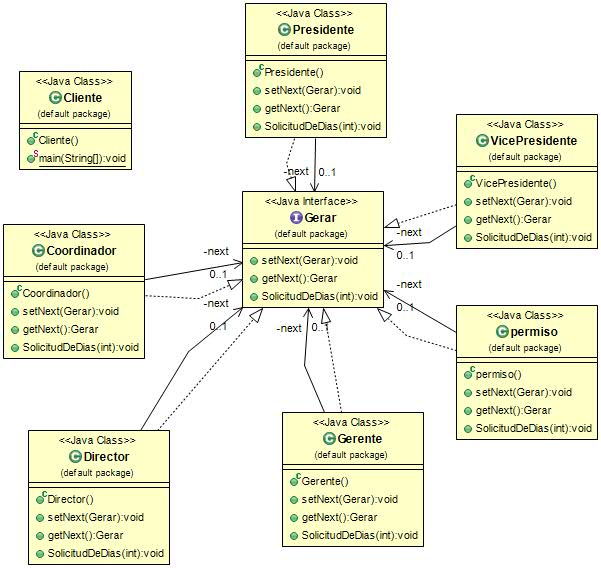 <<Java Class>>
Presidente
(default package)
Presidente()
setNext(Gerar):void
getNext():Gerar
SolicitudDeDias(int):void
<<Java Class>>
Cliente
(default package)
Cliente()
main(String[]):void
<<Java Class>>
VicePresidente
(default package)
VicePresidente()
setNext(Gerar):void
getNext():Gerar
SolicitudDeDias(int):void
-next
0..1
<<Java Interface>>
Gerar
(default package)
setNext(Gerar):void
getNext():Gerar
SolicitudDeDias(int):void
-next
0..1
<<Java Class>>
Coordinador
(default package)
Coordinador()
setNext(Gerar):void
getNext():Gerar
SolicitudDeDias(int):void
-next
0..1
-next
0..1
-next
0..1
-next
<<Java Class>>
permiso
(default package)
permiso()
setNext(Gerar):void
getNext():Gerar
SolicitudDeDias(int):void
0..1
<<Java Class>>
Director
(default package)
Director()
setNext(Gerar):void
getNext():Gerar
SolicitudDeDias(int):void
<<Java Class>>
Gerente
(default package)
Gerente()
setNext(Gerar):void
getNext():Gerar
SolicitudDeDias(int):void